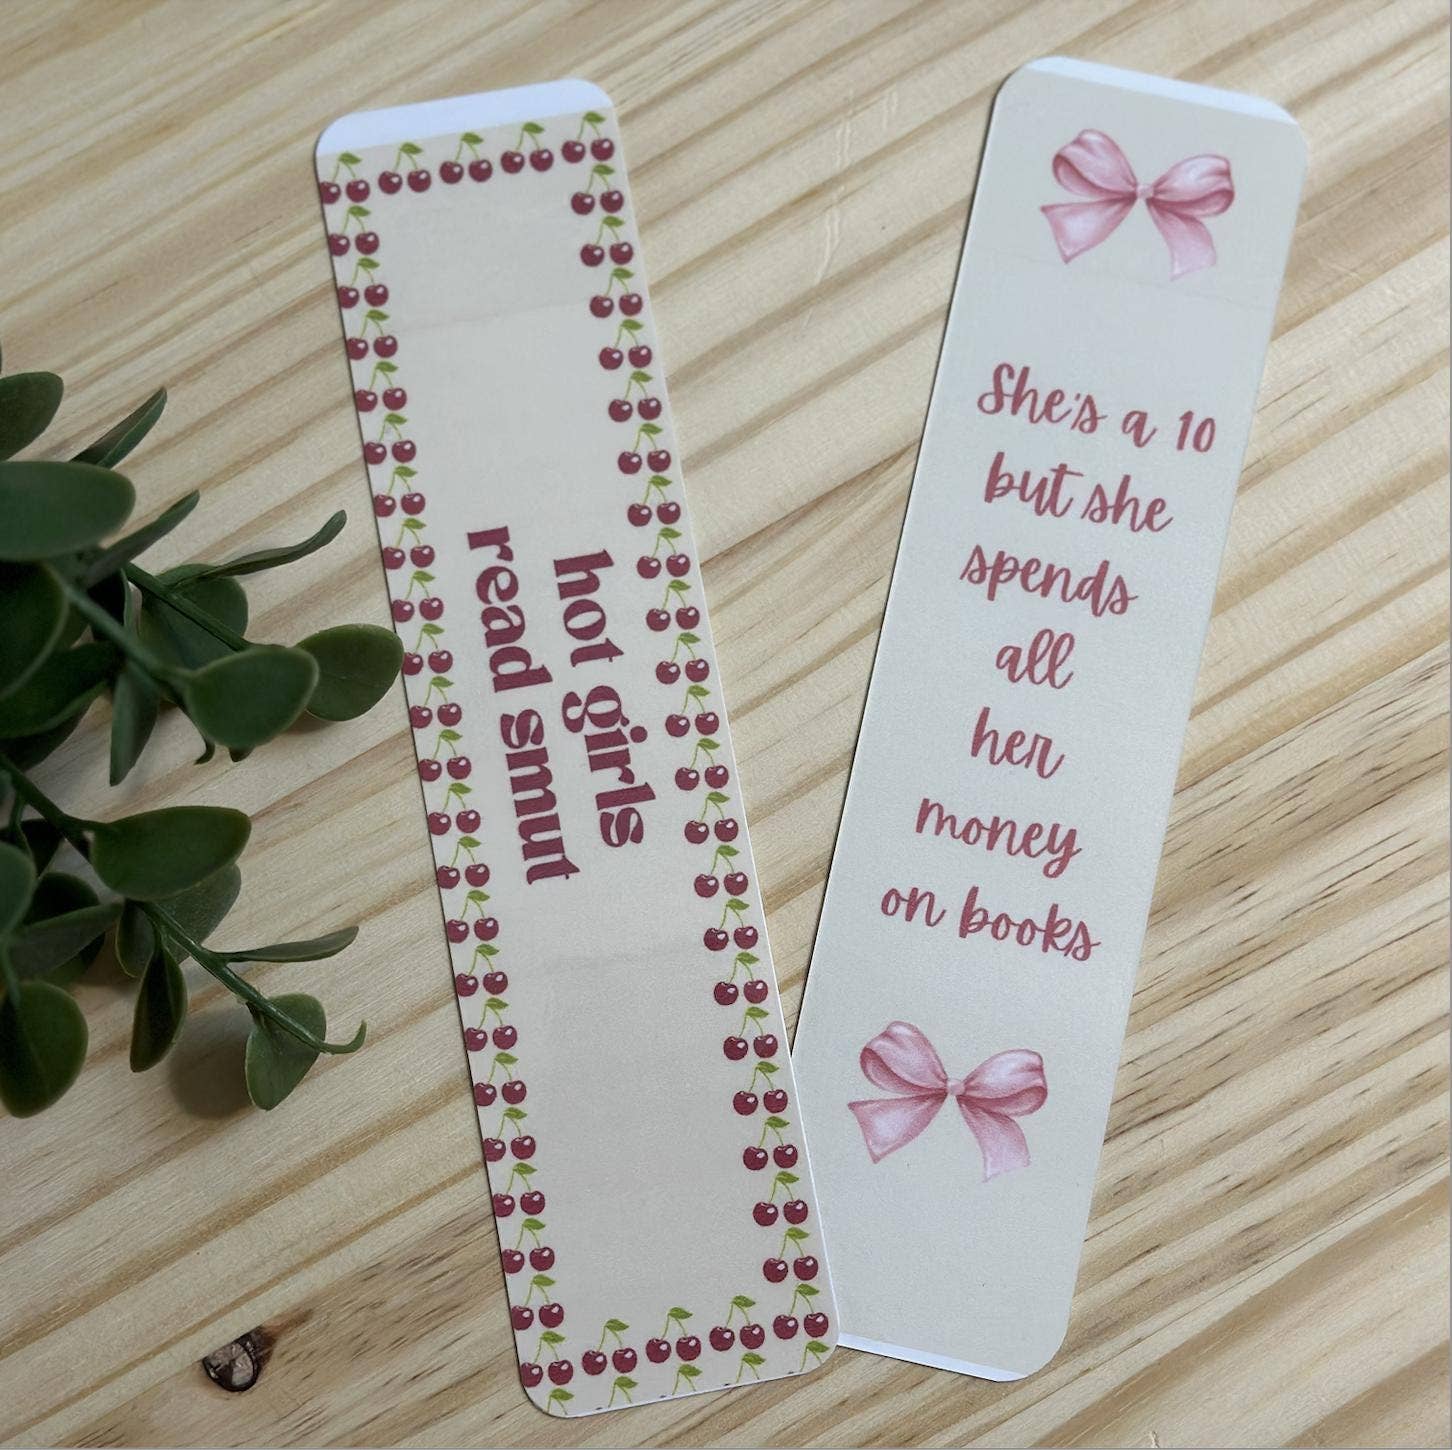 hot girls
read smut
She's a 10
but she
spends
all
her
money
on books